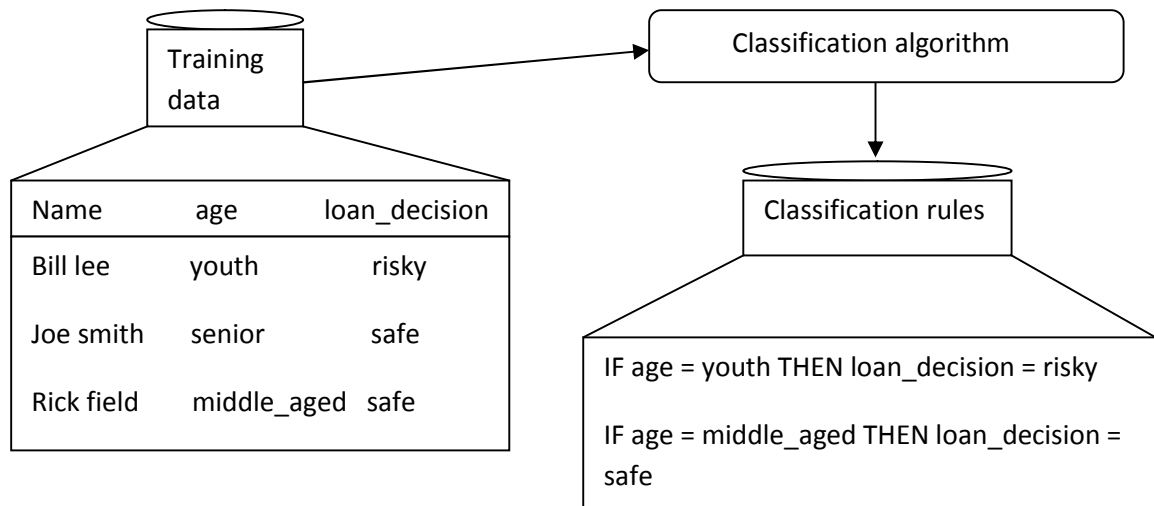 Training
data
Classification algorithm
Name age loan_decision
Bill lee youth risky
Joe smith senior safe
Rick field middle_aged safe
Classification rules
IF age = youth THEN loan_decision = risky
IF age = middle_aged THEN loan_decision =
safe